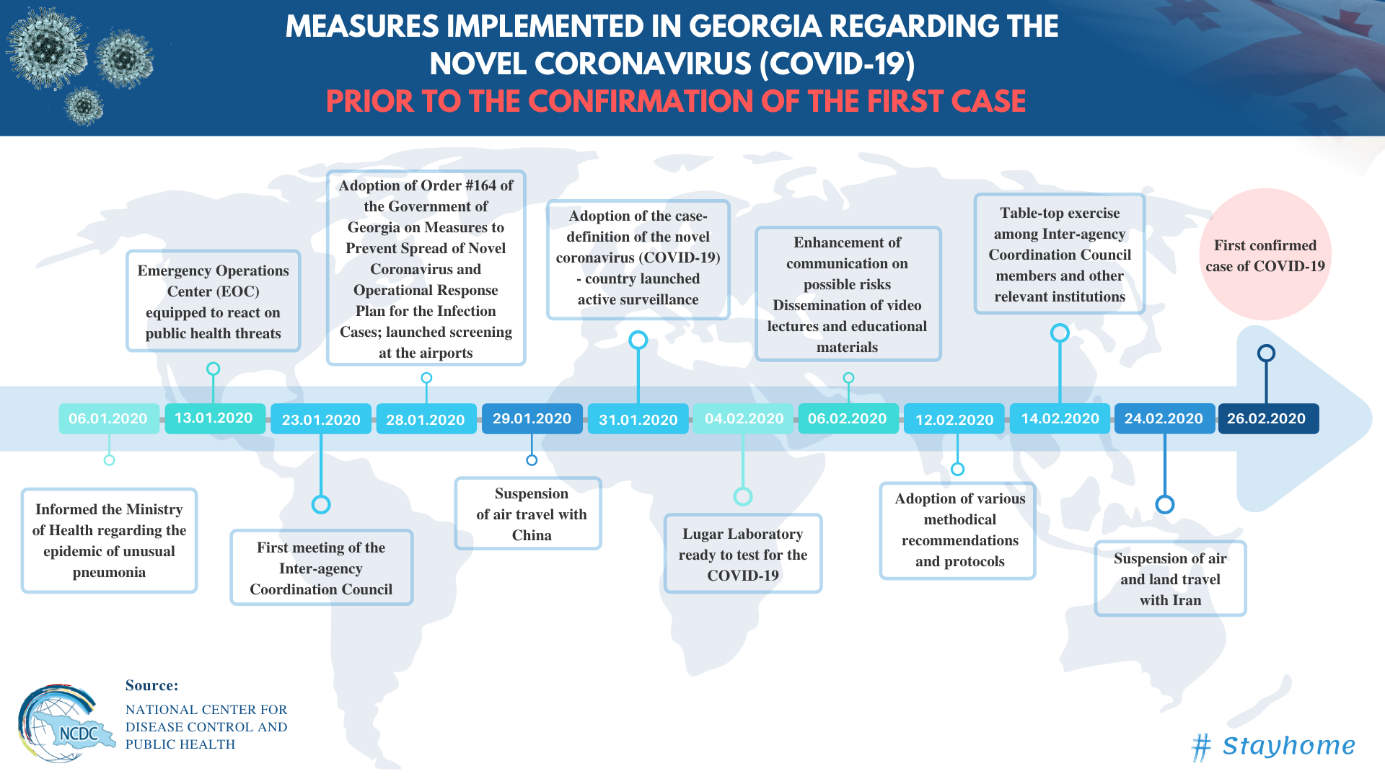 MEASURES IMPLEMENTED IN GEORGIA REGARDING THE
NOVEL CORONAVIRUS (COVID-19)
PRIOR TO THE CONFIRMATION OF THE FIRST CASE
Emergency Operations
Center (EOC)
equipped to react on
public health threats
Adoption of Order #164 of
the Government of
Georgia on Measures to
Prevent Spread of Novel
Coronavirus and
Operational Response
Plan for the Infection
Cases; launched screening
at the airports
Adoption of the case-
definition of the novel
coronavirus (COVID-19)
- country launched
active surveillance
Enhancement of
communication on
possible risks
Dissemination of video
lectures and educational
materials
Table-top exercise
among Inter-agency
Coordination Council
members and other
relevant institutions
First confirmed
case of COVID-19
06.01.2020
13.01.2020
23.01.2020
28.01.2020
29.01.2020
31.01.2020
04.02.2020
06.02.2020
12.02.2020
14.02.2020
24.02.2020
26.02.2020
Informed the Ministry
of Health regarding the
epidemic of unusual
pneumonia
First meeting of the
Inter-agency
Coordination Council
Suspension
of air travel with
China
Lugar Laboratory
ready to test for the
COVID-19
Adoption of various
methodical
recommendations
and protocols
Suspension of air
and land travel
with Iran
NCDC
Source:
NATIONAL CENTER FOR
DISEASE CONTROL AND
PUBLIC HEALTH
# Stayhome